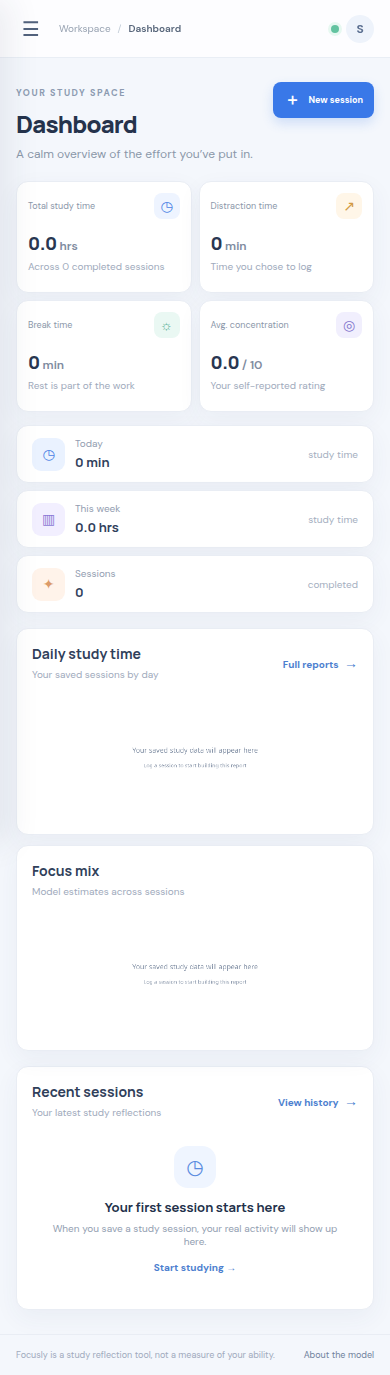 Workspace / Dashboard
S
YOUR STUDY SPACE
+ New session
Dashboard
A calm overview of the effort you've put in.
Total study time
0.0 hrs
Across 0 completed sessions
Distraction time
0 min
Time you chose to log
Break time
0 min
Rest is part of the work
Avg. concentration
0.0 / 10
Your self-reported rating
Today
0 min
study time
This week
0.0 hrs
study time
Sessions
0
completed
Daily study time
Your saved sessions by day
Full reports →
Your saved study data will appear here
Log a session to start building this report
Focus mix
Model estimates across sessions
Your saved study data will appear here
Log a session to start building this report
Recent sessions
Your latest study reflections
View history →
Your first session starts here
When you save a study session, your real activity will show up
here.
Start studying →
Focusly is a study reflection tool, not a measure of your ability.
About the model